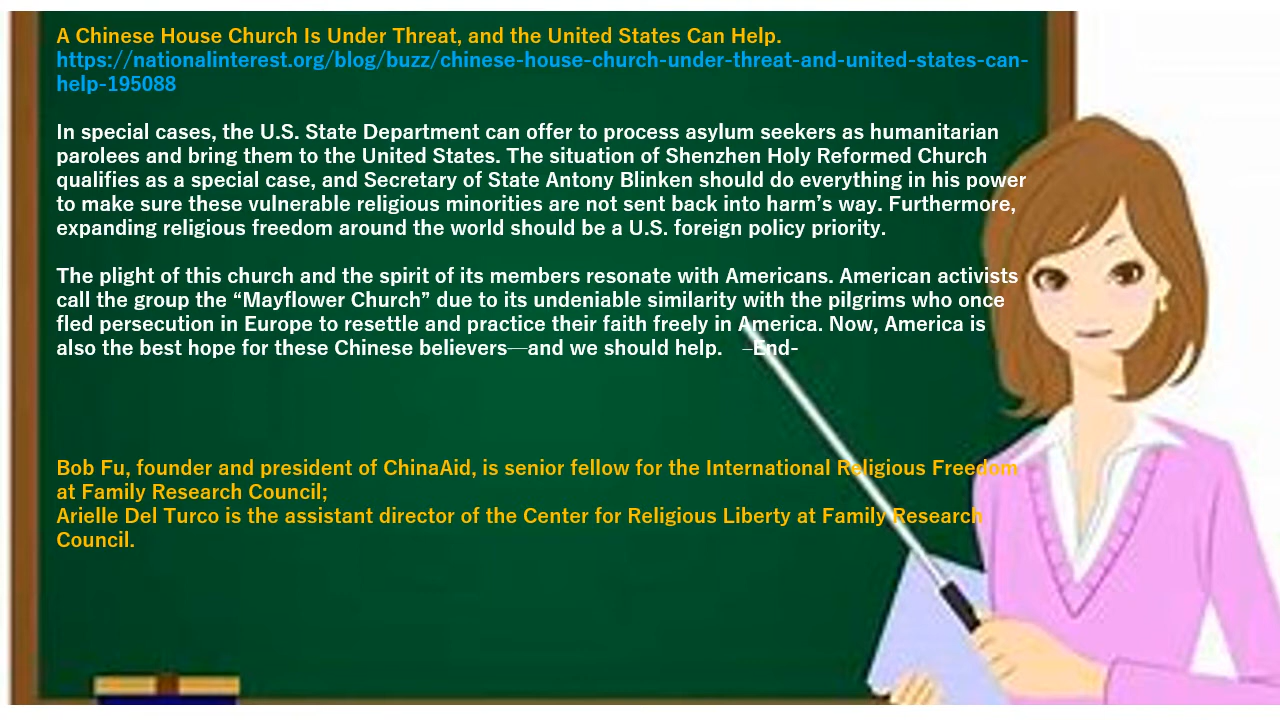 A Chinese House Church Is Under Threat, and the United States Can Help.
https://nationalinterest.org/blog/buzz/chinese-house-church-under-threat-and-united-states-can-
help-195088
In special cases, the U.S. State Department can offer to process asylum seekers as humanitarian
parolees and bring them to the United States. The situation of Shenzhen Holy Reformed Church
qualifies as a special case, and Secretary of State Antony Blinken should do everything in his power
to make sure these vulnerable religious minorities are not sent back into harm’s way. Furthermore,
expanding religious freedom around the world should be a U.S. foreign policy priority.
The plight of this church and the spirit of its members resonate with Americans. American activists
call the group the “Mayflower Church” due to its undeniable similarity with the pilgrims who once
fled persecution in Europe to resettle and practice their faith freely in America. Now, America is
also the best hope for these Chinese believers—and we should help. –End-
Bob Fu, founder and president of ChinaAid, is senior fellow for the International Religious Freedom
at Family Research Council;
Arielle Del Turco is the assistant director of the Center for Religious Liberty at Family Research
Council.